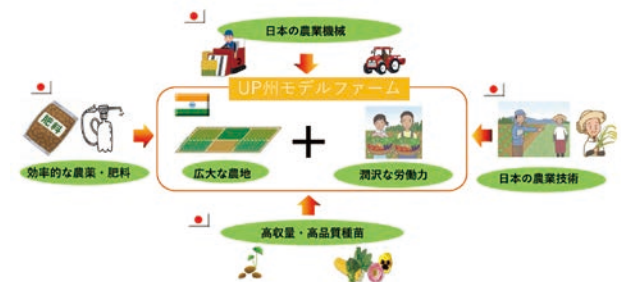 日本の農業機械
UP州モデルファーム
肥料
効率的な農薬・肥料
広大な農地
潤沢な労働力
日本の農業技術
高収量・高品質種苗